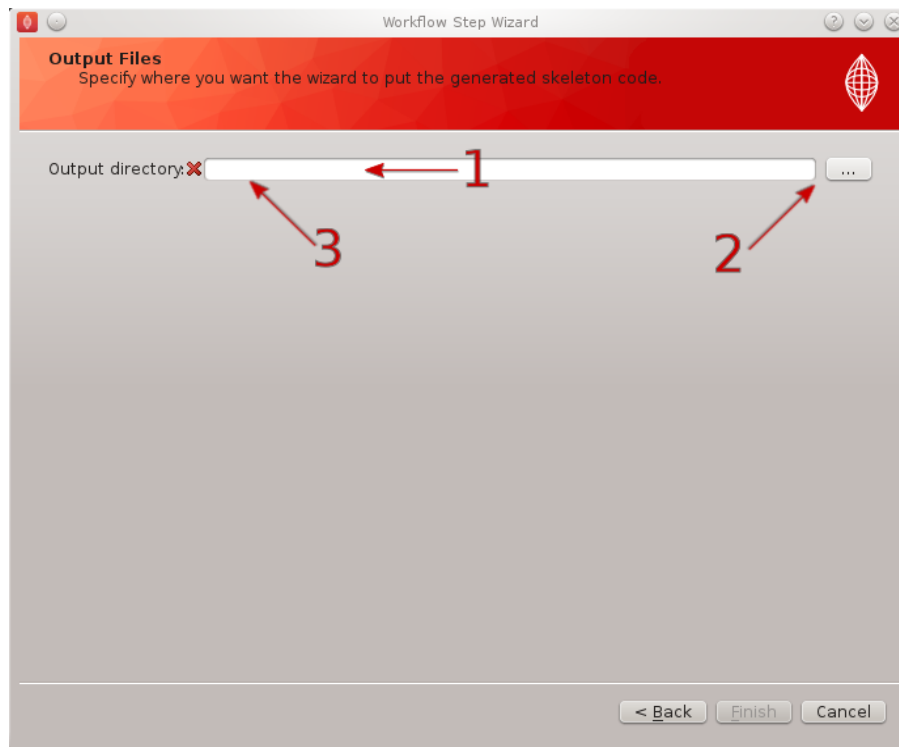 Workflow Step Wizard
Output Files
Specify where you want the wizard to put the generated skeleton code.
Output directory:
...
1
3
2
< Back
Finish
Cancel